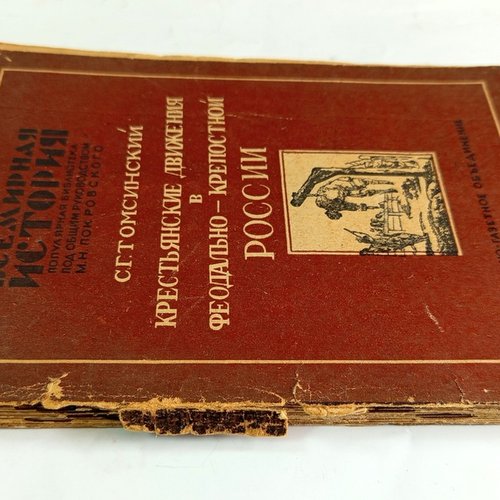 ВСЕМИРНАЯ
ИСТОРИЯ
ПОПУЛЯРНАЯ БИБЛИОТЕКА
ПОД ОБЩИМ РУКОВОДСТВОМ
М.Н. ПОКРОВСКОГО
С.Г. ТОМСИНСКИЙ
КРЕСТЬЯНСКИЕ ДВИЖЕНИЯ
В
ФЕОДАЛЬНО-КРЕПОСТНОЙ
РОССИИ
ОБЪЕДИНЕНИЕ